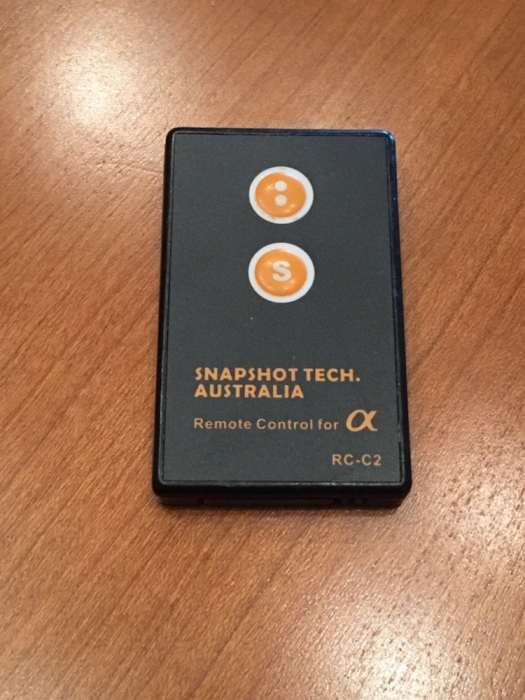 S
SNAPSHOT TECH.
AUSTRALIA
Remote Control for α
RC-C2